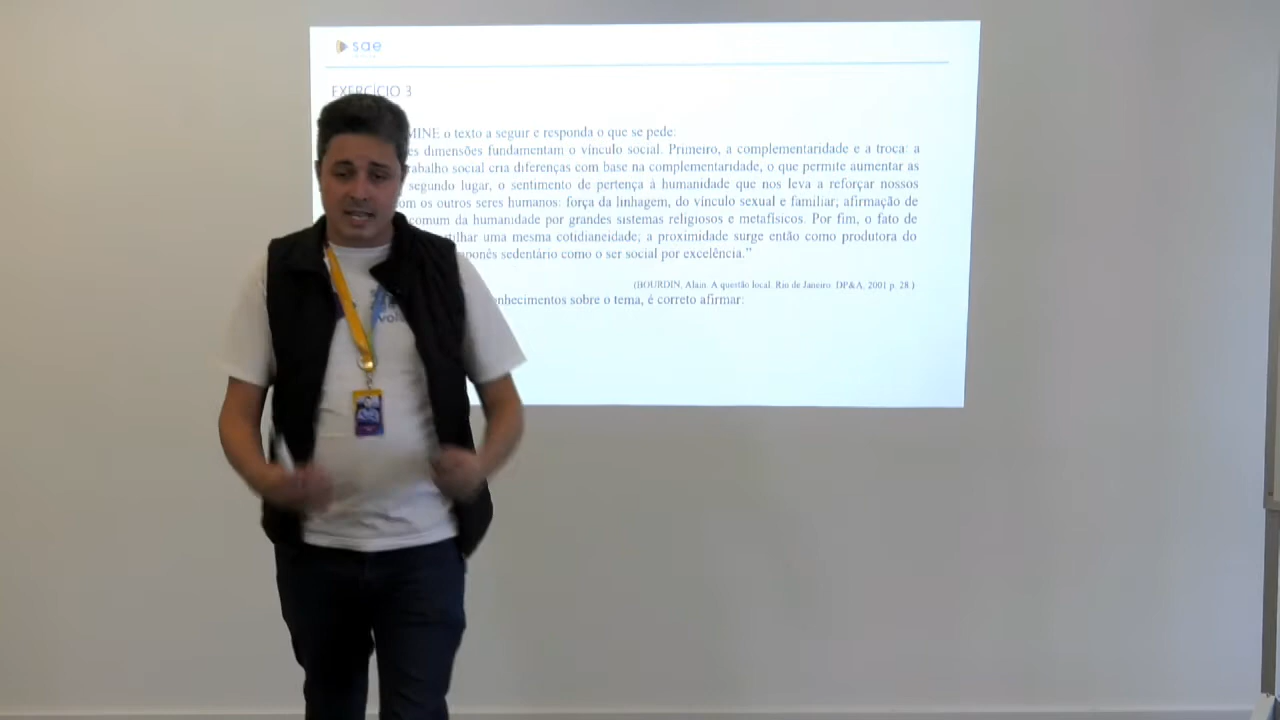 sae
EXERCÍCIO 3
MINE o texto a seguir e responda o que se pede:
es dimensões fundamentam o vínculo social. Primeiro, a complementaridade e a troca: a
rabalho social cria diferenças com base na complementaridade, o que permite aumentar as
segundo lugar, o sentimento de pertença à humanidade que nos leva a reforçar nossos
om os outros seres humanos: força da linhagem, do vínculo sexual e familiar; afirmação de
comum da humanidade por grandes sistemas religiosos e metafísicos. Por fim, o fato de
tilhar uma mesma cotidianeidade; a proximidade surge então como produtora do
ponês sedentário como o ser social por excelência."
(BOURDIN, Alain. A questão local. Rio de Janeiro. DP&A, 2001 p. 28.)
nhecimentos sobre o tema, é correto afirmar: